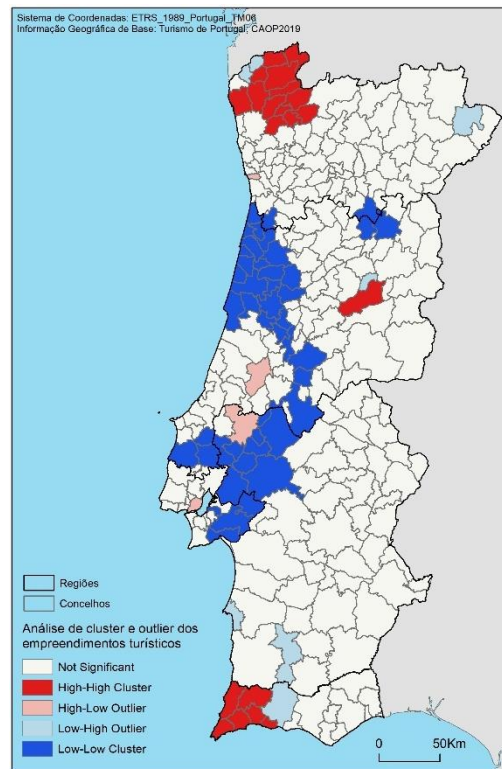 Sistema de Coordenadas: ETRS_1989_Portugal_TM06
Informação Geográfica de Base: Turismo de Portugal; CAOP2019
Regiões
Concelhos
Análise de cluster e outlier dos
empreendimentos turísticos
Not Significant
High-High Cluster
High-Low Outlier
Low-High Outlier
Low-Low Cluster
0 50Km